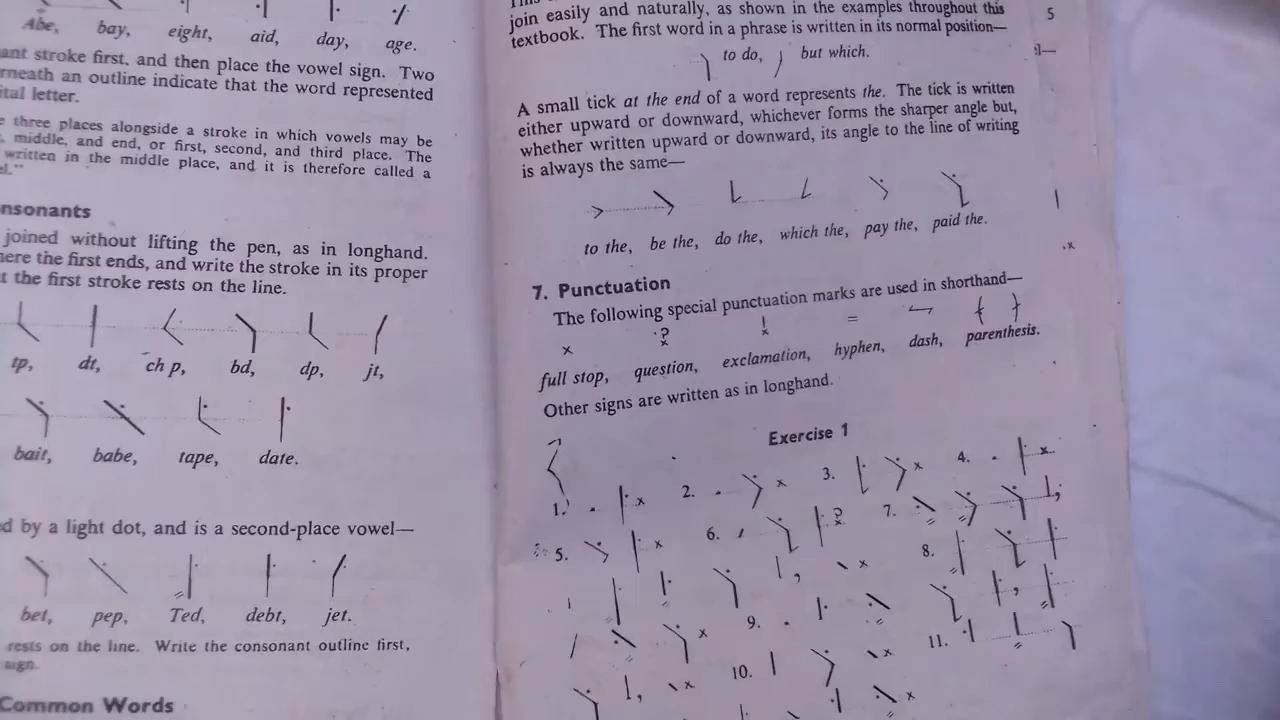 Abe, bay, eight, aid, day, age.
ant stroke first, and then place the vowel sign. Two
rneath an outline indicate that the word represented
ital letter.
e three places alongside a stroke in which vowels may be
middle, and end, or first, second, and third place. The
written in the middle place, and it is therefore called a
el."
nsonants
joined without lifting the pen, as in longhand.
here the first ends, and write the stroke in its proper
t the first stroke rests on the line.
tp, dt, ch p, bd, dp, jt,
bait, babe, tape, date.
d by a light dot, and is a second-place vowel—
bet, pep, Ted, debt, jet.
rests on the line. Write the consonant outline first,
sign.
Common Words
join easily and naturally, as shown in the examples throughout this
textbook. The first word in a phrase is written in its normal position—
to do, but which.
A small tick at the end of a word represents the. The tick is written
either upward or downward, whichever forms the sharper angle but,
whether written upward or downward, its angle to the line of writing
is always the same—
to the, be the, do the, which the, pay the, paid the.
7. Punctuation
The following special punctuation marks are used in shorthand—
full stop, question, exclamation, hyphen, dash, parenthesis.
Other signs are written as in longhand.
Exercise 1
1. 2. 3. 4.
5. 6. 7.
8.
9.
10. 11.
5